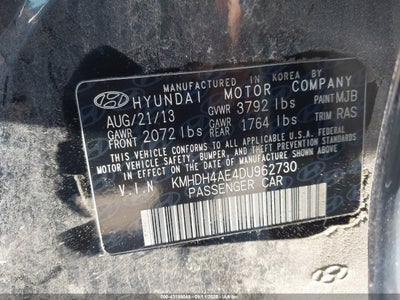 MANUFACTURED IN KOREA BY
HYUNDAI MOTOR COMPANY
AUG/21/13 GVWR 3792 lbs PAINT MJB
GAWR FRONT 2072 lbs GAWR REAR 1764 lbs TRIM RAS
THIS VEHICLE CONFORMS TO ALL APPLICABLE U.S.A. FEDERAL
MOTOR VEHICLE SAFETY, BUMPER, AND THEFT PREVENTION STANDARDS
IN EFFECT ON THE DATE OF MANUFACTURE SHOWN ABOVE.
V.I.N KMHDH4AE4DU962730
PASSENGER CAR